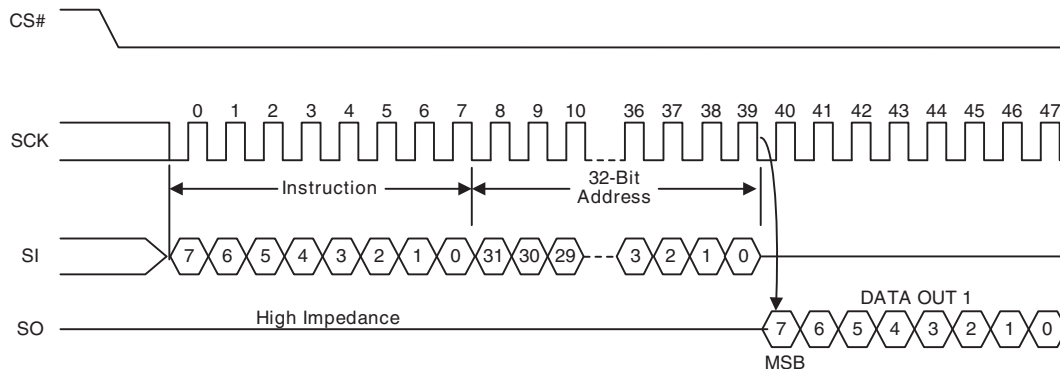 CS#
0 1 2 3 4 5 6 7 8 9 10 36 37 38 39 40 41 42 43 44 45 46 47
SCK
Instruction
32-Bit
Address
SI 7 6 5 4 3 2 1 0 31 30 29 3 2 1 0
DATA OUT 1
High Impedance
SO 7 6 5 4 3 2 1 0
MSB